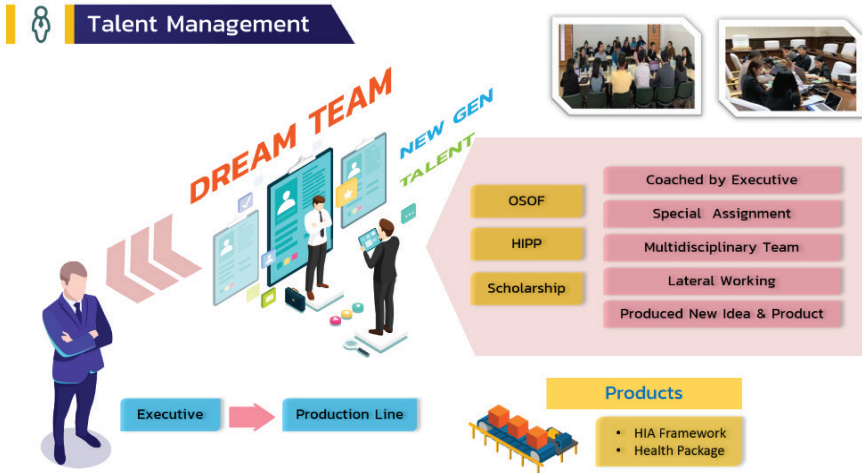 Talent Management
DREAM TEAM
NEW GEN
TALENT
OSOF
HIPP
Scholarship
Coached by Executive
Special Assignment
Multidisciplinary Team
Lateral Working
Produced New Idea & Product
Executive
Production Line
Products
• HIA Framework
• Health Package